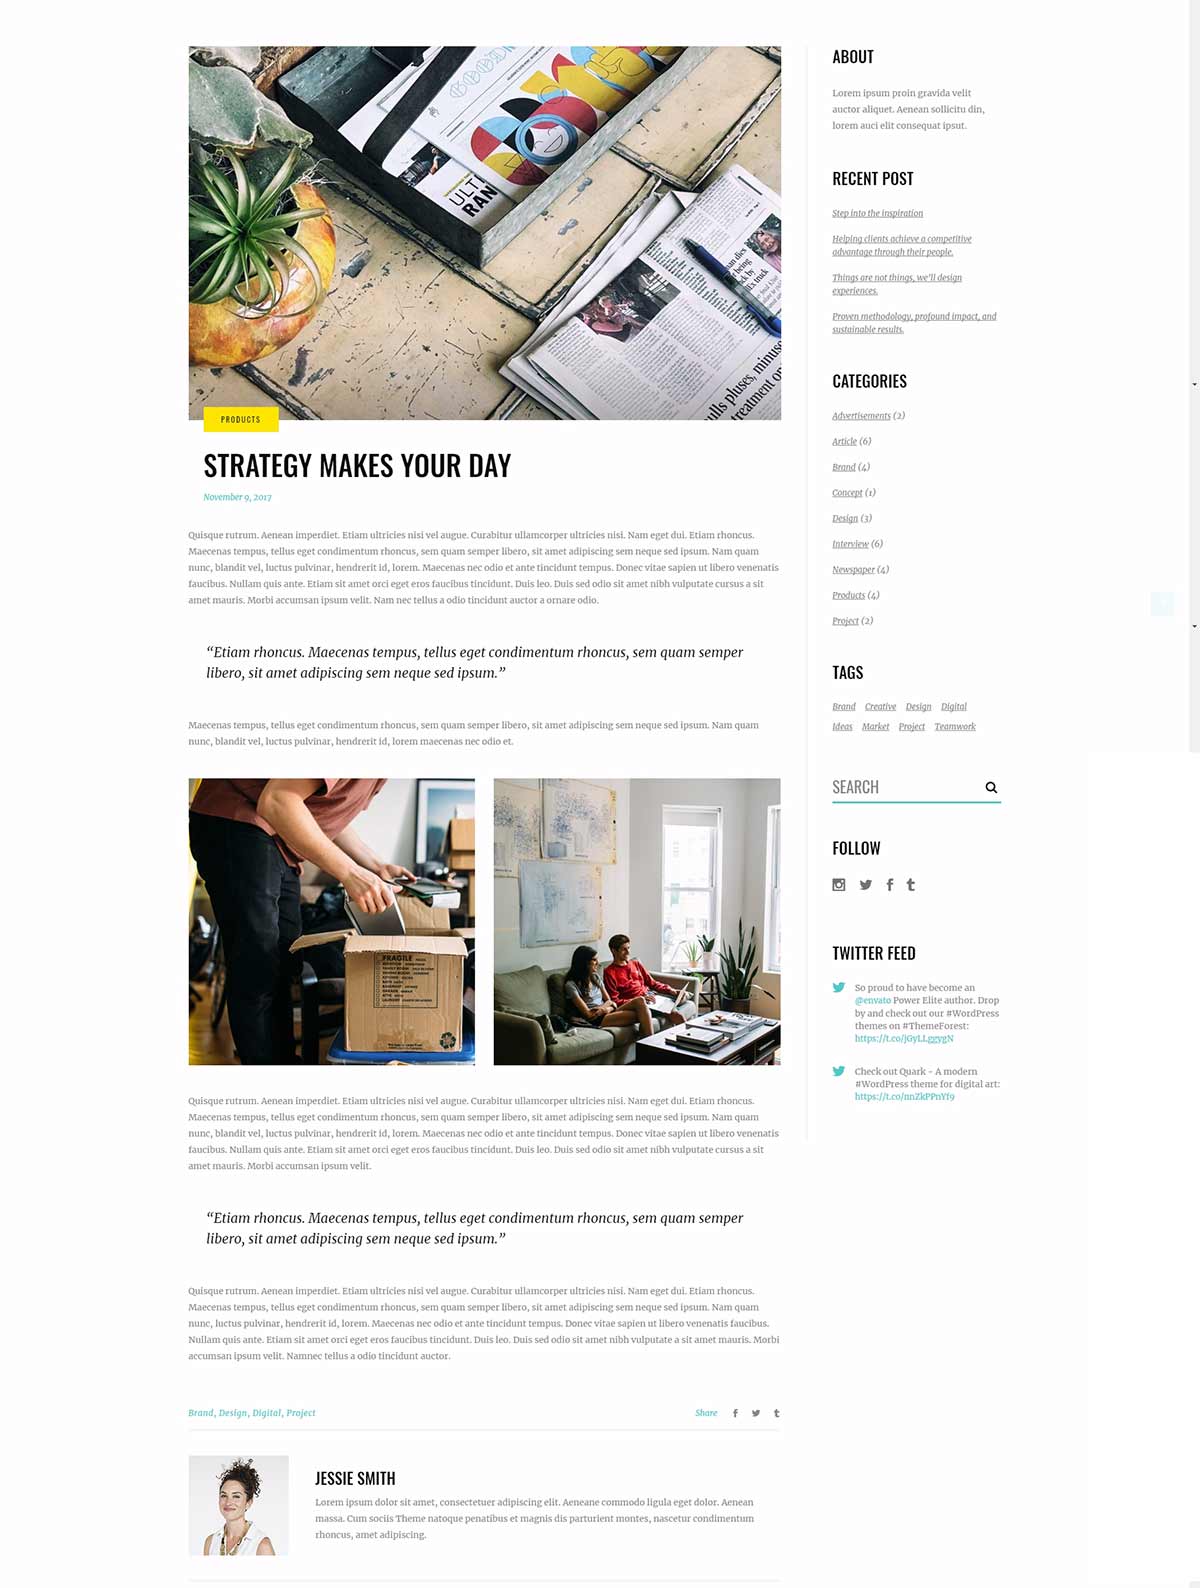 GOOD
ULT
RAN
man dies
r being
ck by
Ex truck
ulls pluses, minuse
treatment o
PRODUCTS
STRATEGY MAKES YOUR DAY
November 9, 2017
Quisque rutrum. Aenean imperdiet. Etiam ultricies nisi vel augue. Curabitur ullamcorper ultricies nisi. Nam eget dui. Etiam rhoncus.
Maecenas tempus, tellus eget condimentum rhoncus, sem quam semper libero, sit amet adipiscing sem neque sed ipsum. Nam quam
nunc, blandit vel, luctus pulvinar, hendrerit id, lorem. Maecenas nec odio et ante tincidunt tempus. Donec vitae sapien ut libero venenatis
faucibus. Nullam quis ante. Etiam sit amet orci eget eros faucibus tincidunt. Duis leo. Duis sed odio sit amet nibh vulputate cursus a sit
amet mauris. Morbi accumsan ipsum velit. Nam nec tellus a odio tincidunt auctor a ornare odio.
“Etiam rhoncus. Maecenas tempus, tellus eget condimentum rhoncus, sem quam semper
libero, sit amet adipiscing sem neque sed ipsum.”
Maecenas tempus, tellus eget condimentum rhoncus, sem quam semper libero, sit amet adipiscing sem neque sed ipsum. Nam quam
nunc, blandit vel, luctus pulvinar, hendrerit id, lorem maecenas nec odio et.
FRAGILE
Quisque rutrum. Aenean imperdiet. Etiam ultricies nisi vel augue. Curabitur ullamcorper ultricies nisi. Nam eget dui. Etiam rhoncus.
Maecenas tempus, tellus eget condimentum rhoncus, sem quam semper libero, sit amet adipiscing sem neque sed ipsum. Nam quam
nunc, blandit vel, luctus pulvinar, hendrerit id, lorem. Maecenas nec odio et ante tincidunt tempus. Donec vitae sapien ut libero venenatis
faucibus. Nullam quis ante. Etiam sit amet orci eget eros faucibus tincidunt. Duis leo. Duis sed odio sit amet nibh vulputate cursus a sit
amet mauris. Morbi accumsan ipsum velit.
“Etiam rhoncus. Maecenas tempus, tellus eget condimentum rhoncus, sem quam semper
libero, sit amet adipiscing sem neque sed ipsum.”
Quisque rutrum. Aenean imperdiet. Etiam ultricies nisi vel augue. Curabitur ullamcorper ultricies nisi. Nam eget dui. Etiam rhoncus.
Maecenas tempus, tellus eget condimentum rhoncus, sem quam semper libero, sit amet adipiscing sem neque sed ipsum. Nam quam
nunc, luctus pulvinar, hendrerit id, lorem. Maecenas nec odio et ante tincidunt tempus. Donec vitae sapien ut libero venenatis faucibus.
Nullam quis ante. Etiam sit amet orci eget eros faucibus tincidunt. Duis leo. Duis sed odio sit amet nibh vulputate a sit amet mauris. Morbi
accumsan ipsum velit. Namnec tellus a odio tincidunt auctor.
Brand, Design, Digital, Project
Share
JESSIE SMITH
Lorem ipsum dolor sit amet, consectetuer adipiscing elit. Aeneane commodo ligula eget dolor. Aenean
massa. Cum sociis Theme natoque penatibus et magnis dis parturient montes, nascetur condimentum
rhoncus, amet adipiscing.
ABOUT
Lorem ipsum proin gravida velit
auctor aliquet. Aenean sollicitu din,
lorem auci elit consequat ipsut.
RECENT POST
Step into the inspiration
Helping clients achieve a competitive
advantage through their people.
Things are not things, we’ll design
experiences.
Proven methodology, profound impact, and
sustainable results.
CATEGORIES
Advertisements (2)
Article (6)
Brand (4)
Concept (1)
Design (3)
Interview (6)
Newspaper (4)
Products (4)
Project (2)
TAGS
Brand Creative Design Digital
Ideas Market Project Teamwork
SEARCH
FOLLOW
TWITTER FEED
So proud to have become an
@envato Power Elite author. Drop
by and check out our #WordPress
themes on #ThemeForest:
https://t.co/jGyLLggygN
Check out Quark - A modern
#WordPress theme for digital art:
https://t.co/nnZkPPnYf9